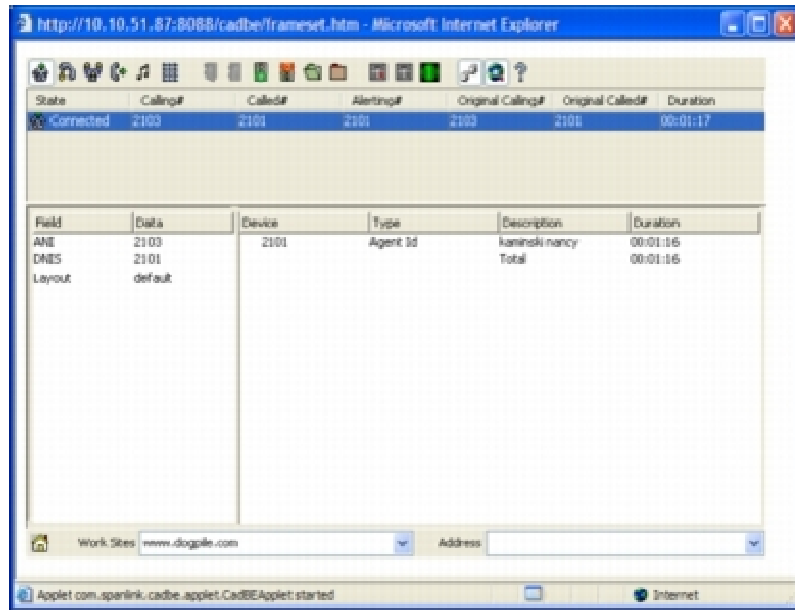 http://10.10.51.87:8088/cadbe/frameset.htm - Microsoft Internet Explorer
State Calling# Called# Alerting# Original Calling# Original Called# Duration
Connected 2103 2101 2101 2103 2101 00:01:17
Field Data Device Type Description Duration
ANI 2103 2101 Agent Id kaminski nancy 00:01:16
DNIS 2101 Total 00:01:16
Layout default
Work Sites www.dogpile.com Address
Applet com.spanlink.cadbe.applet.CadBEApplet started Internet